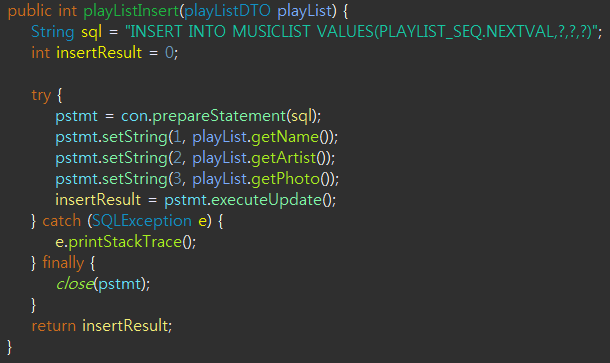 public int playListInsert(playListDTO playList) {
String sql = "INSERT INTO MUSICLIST VALUES(PLAYLIST_SEQ.NEXTVAL,?,?,?)";
int insertResult = 0;
try {
pstmt = con.prepareStatement(sql);
pstmt.setString(1, playList.getName());
pstmt.setString(2, playList.getArtist());
pstmt.setString(3, playList.getPhoto());
insertResult = pstmt.executeUpdate();
} catch (SQLException e) {
e.printStackTrace();
} finally {
close(pstmt);
}
return insertResult;
}